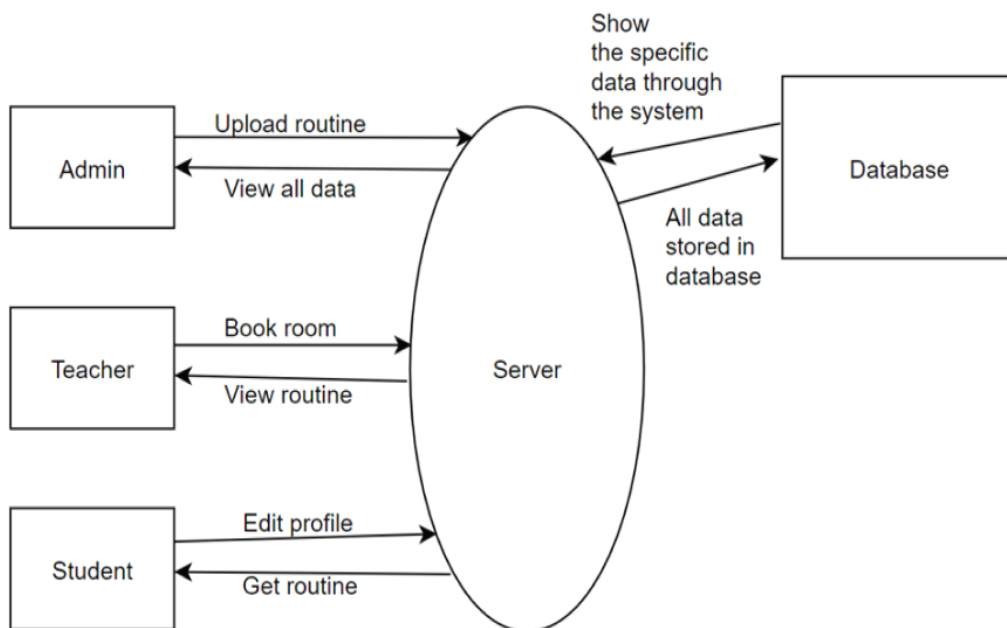 Show
the specific
data through
the system
Upload routine
Admin
View all data
Database
All data
stored in
database
Book room
Teacher
View routine
Server
Edit profile
Student
Get routine